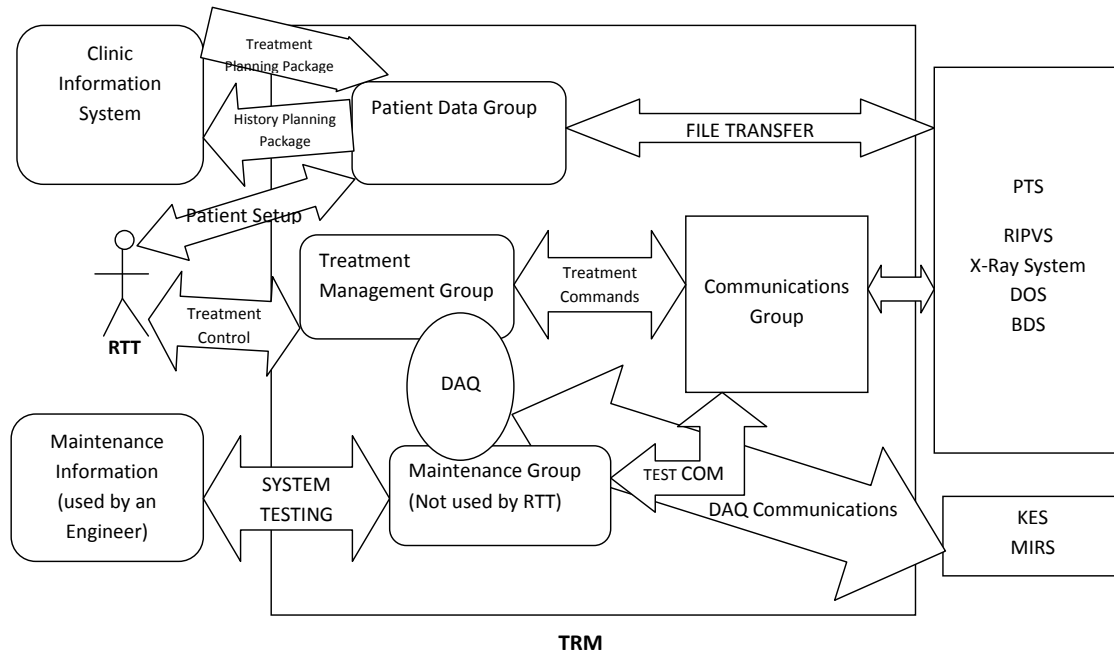 Clinic
Information
System
Treatment
Planning Package
History Planning
Package
Patient Data Group
FILE TRANSFER
PTS
RIPVS
X-Ray System
DOS
BDS
Patient Setup
RTT
Treatment
Control
Treatment
Management Group
Treatment
Commands
Communications
Group
DAQ
Maintenance
Information
(used by an
Engineer)
SYSTEM
TESTING
Maintenance Group
(Not used by RTT)
TEST COM
DAQ Communications
KES
MIRS
TRM